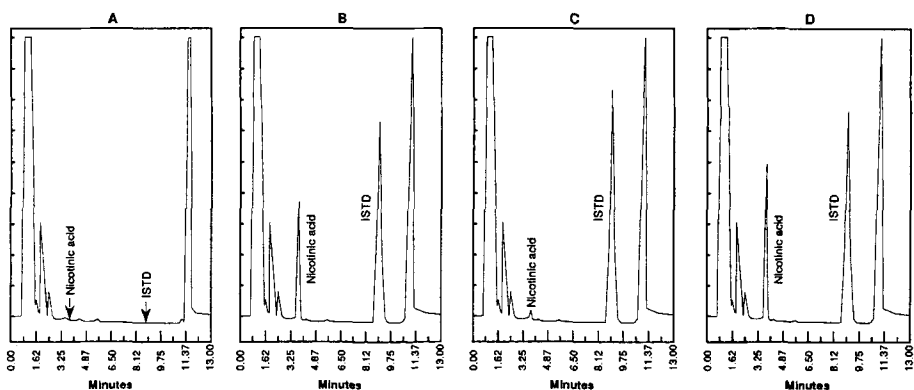 A
Nicotinic acid
ISTD
0.00 1.62 3.25 4.87 6.50 8.12 9.75 11.37 13.00
Minutes
B
Nicotinic acid
ISTD
0.00 1.62 3.25 4.87 6.50 8.12 9.75 11.37 13.00
Minutes
C
Nicotinic acid
ISTD
0.00 1.62 3.25 4.87 6.50 8.12 9.75 11.37 13.00
Minutes
D
Nicotinic acid
ISTD
0.00 1.62 3.25 4.87 6.50 8.12 9.75 11.37 13.00
Minutes